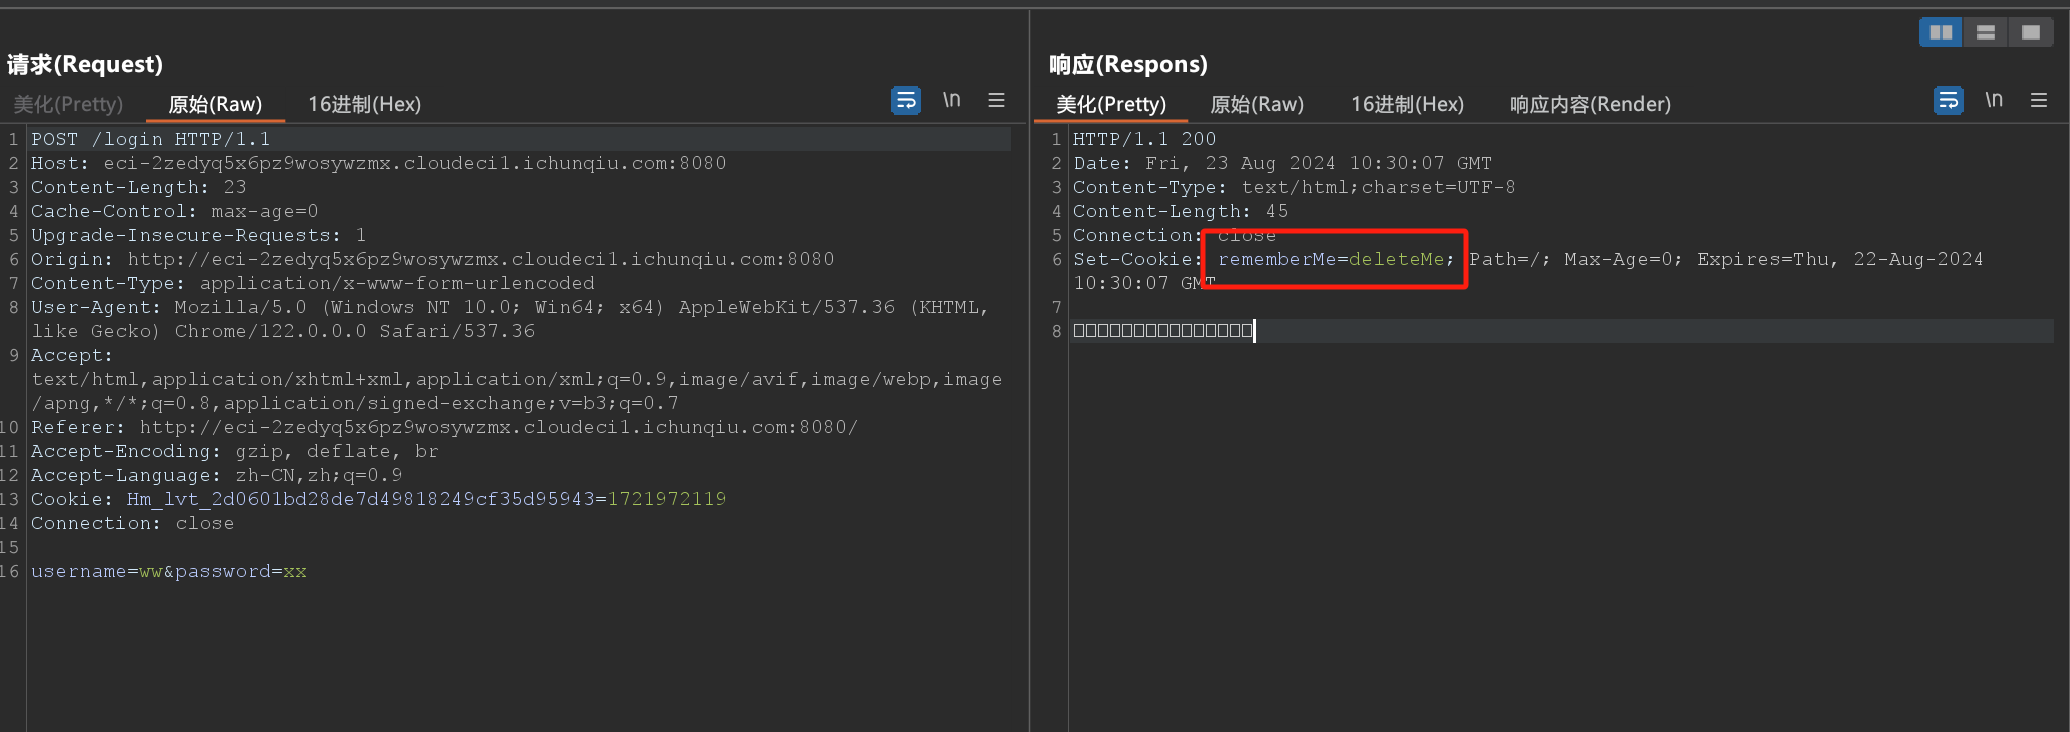 请求(Request)
美化(Pretty) 原始(Raw) 16进制(Hex) \n
1 POST /login HTTP/1.1
2 Host: eci-2zedyq5x6pz9wosywzmx.cloudeci1.ichunqiu.com:8080
3 Content-Length: 23
4 Cache-Control: max-age=0
5 Upgrade-Insecure-Requests: 1
6 Origin: http://eci-2zedyq5x6pz9wosywzmx.cloudeci1.ichunqiu.com:8080
7 Content-Type: application/x-www-form-urlencoded
8 User-Agent: Mozilla/5.0 (Windows NT 10.0; Win64; x64) AppleWebKit/537.36 (KHTML,
like Gecko) Chrome/122.0.0.0 Safari/537.36
9 Accept:
text/html,application/xhtml+xml,application/xml;q=0.9,image/avif,image/webp,image
/apng,*/*;q=0.8,application/signed-exchange;v=b3;q=0.7
10 Referer: http://eci-2zedyq5x6pz9wosywzmx.cloudeci1.ichunqiu.com:8080/
11 Accept-Encoding: gzip, deflate, br
12 Accept-Language: zh-CN,zh;q=0.9
13 Cookie: Hm_lvt_2d0601bd28de7d49818249cf35d95943=1721972119
14 Connection: close
15
16 username=ww&password=xx
响应(Respons)
美化(Pretty) 原始(Raw) 16进制(Hex) 响应内容(Render) \n
1 HTTP/1.1 200
2 Date: Fri, 23 Aug 2024 10:30:07 GMT
3 Content-Type: text/html;charset=UTF-8
4 Content-Length: 45
5 Connection: close
6 Set-Cookie: rememberMe=deleteMe; Path=/; Max-Age=0; Expires=Thu, 22-Aug-2024
10:30:07 GMT
7
8 □□□□□□□□□□□□□□□